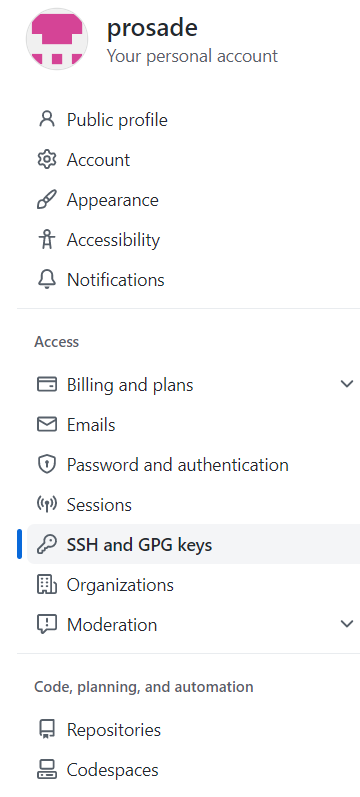 prosade
Your personal account
Public profile
Account
Appearance
Accessibility
Notifications
Access
Billing and plans
Emails
Password and authentication
Sessions
SSH and GPG keys
Organizations
Moderation
Code, planning, and automation
Repositories
Codespaces